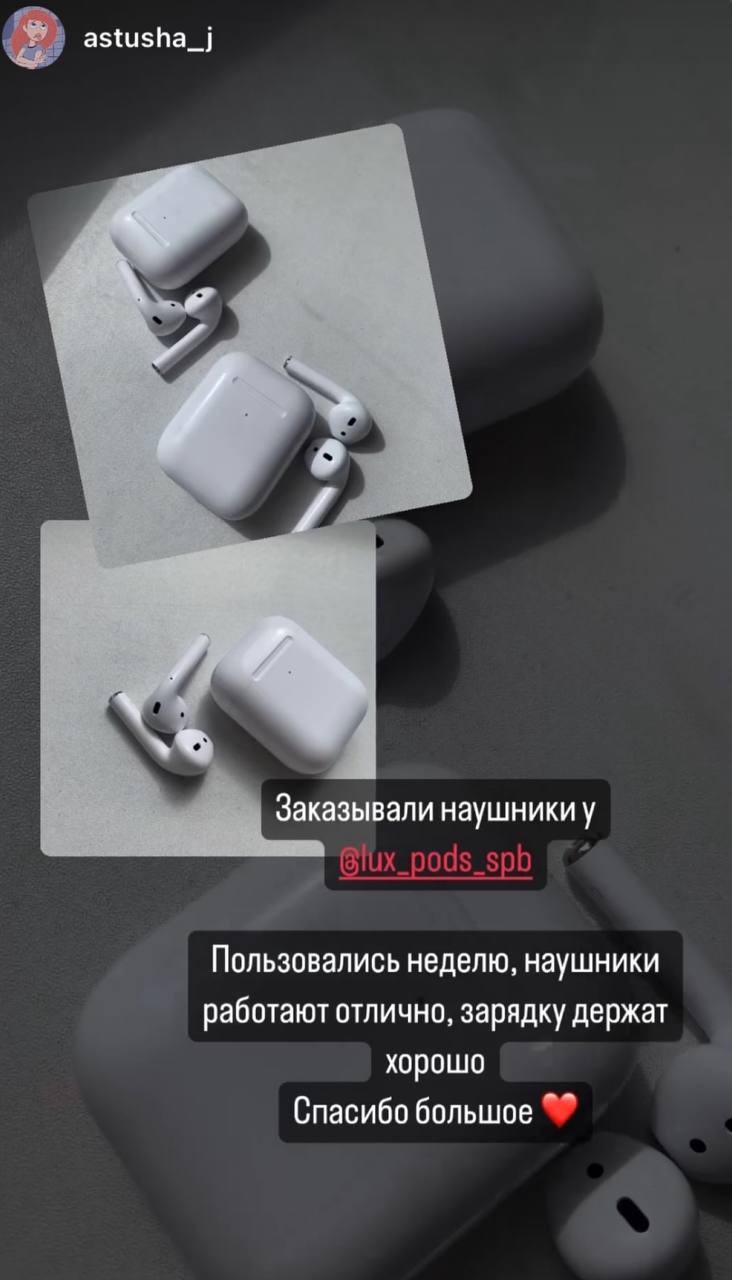 astusha_j
Заказывали наушники у
@lux_pods_spb
Пользовались неделю, наушники
работают отлично, зарядку держат
хорошо
Спасибо большое ❤️